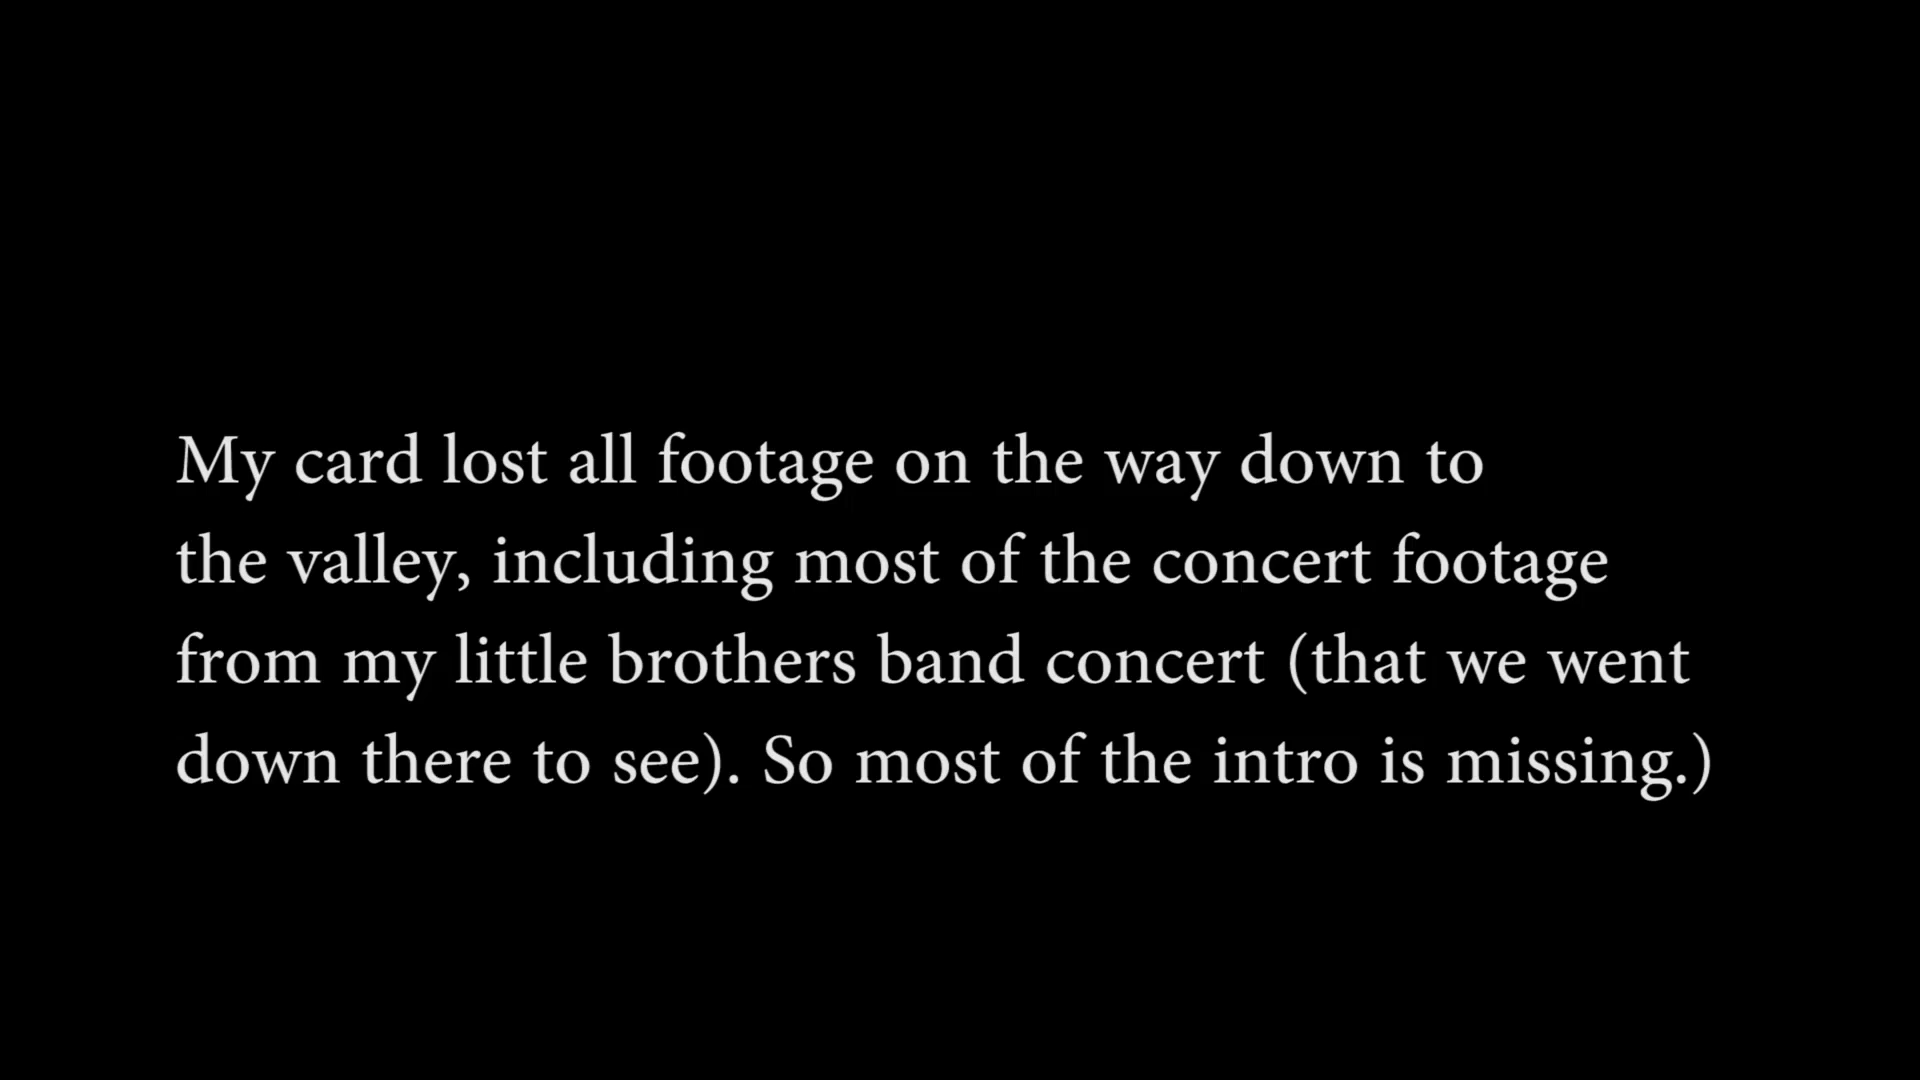 My card lost all footage on the way down to
the valley, including most of the concert footage
from my little brothers band concert (that we went
down there to see). So most of the intro is missing.)